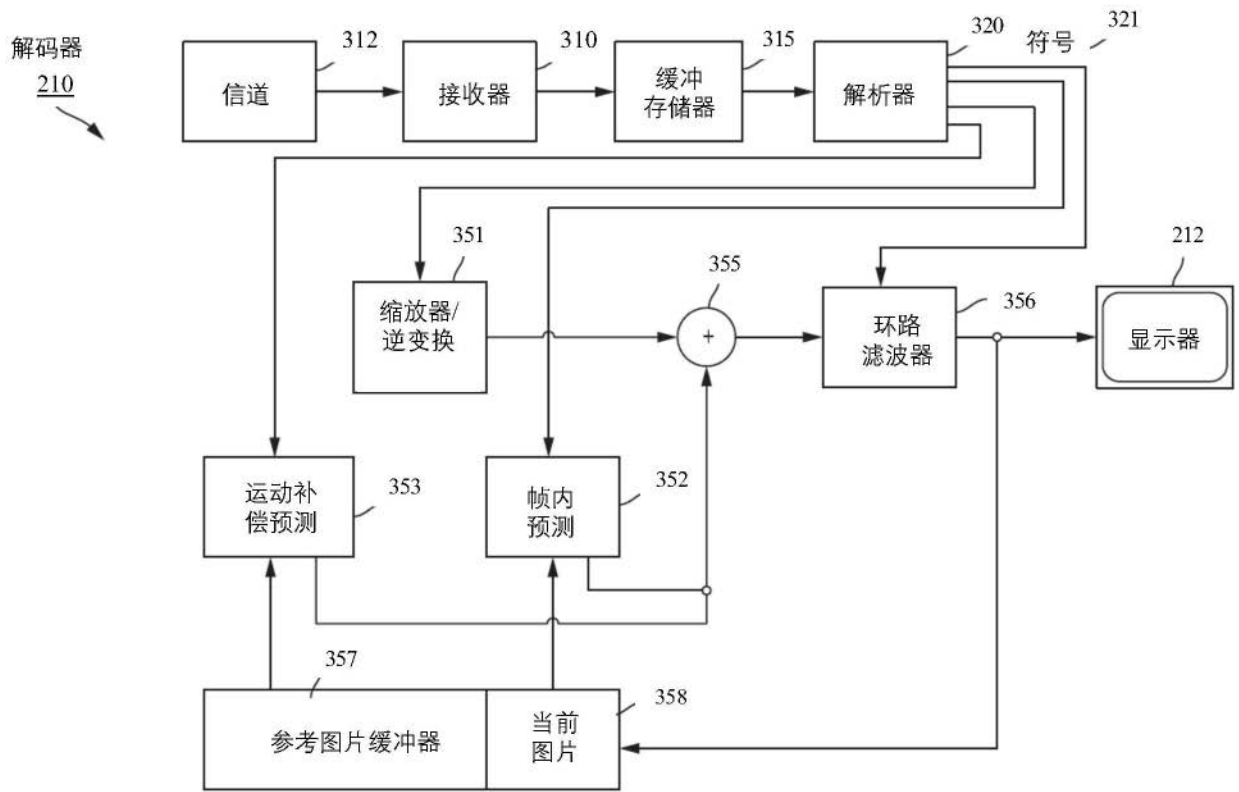 解码器
210
312
310
315
320
符号
321
信道
接收器
缓冲
存储器
解析器
351
缩放器/
逆变换
355
+
环路
滤波器
356
212
显示器
运动补
偿预测
353
帧内
预测
352
357
参考图片缓冲器
当前
图片
358